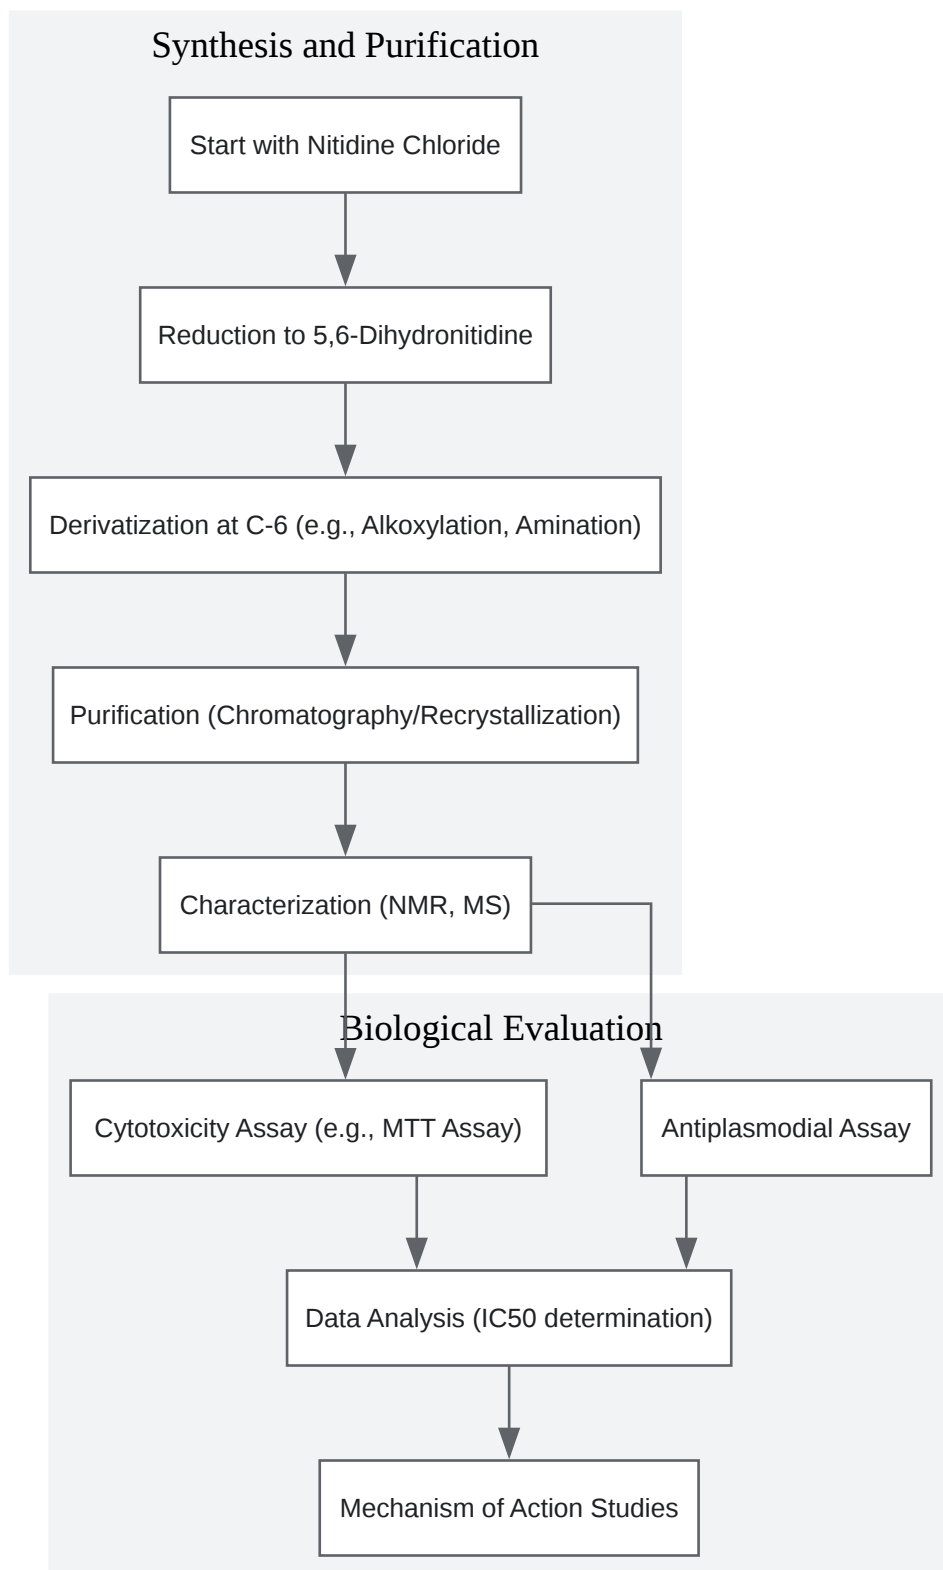 Synthesis and Purification
Start with Nitidine Chloride
Reduction to 5,6-Dihydronitidine
Derivatization at C-6 (e.g., Alkoxylation, Amination)
Purification (Chromatography/Recrystallization)
Characterization (NMR, MS)
Biological Evaluation
Cytotoxicity Assay (e.g., MTT Assay)
Antiplasmodial Assay
Data Analysis (IC50 determination)
Mechanism of Action Studies